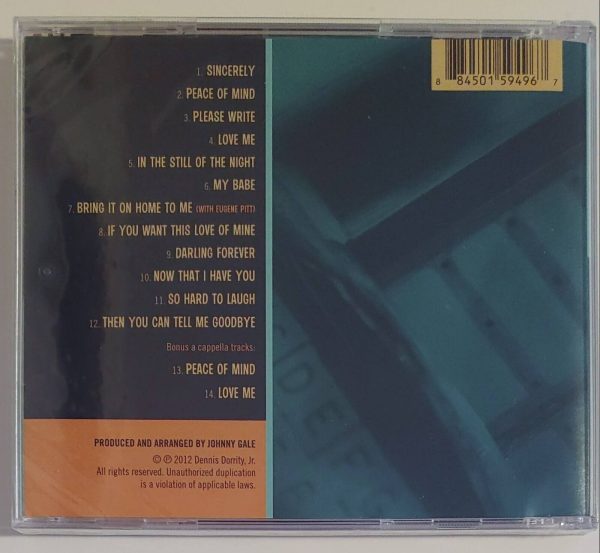 8 84501 59496 7
1. SINCERELY
2. PEACE OF MIND
3. PLEASE WRITE
4. LOVE ME
5. IN THE STILL OF THE NIGHT
6. MY BABE
7. BRING IT ON HOME TO ME (WITH EUGENE PITT)
8. IF YOU WANT THIS LOVE OF MINE
9. DARLING FOREVER
10. NOW THAT I HAVE YOU
11. SO HARD TO LAUGH
12. THEN YOU CAN TELL ME GOODBYE
Bonus a cappella tracks:
13. PEACE OF MIND
14. LOVE ME
PRODUCED AND ARRANGED BY JOHNNY GALE
© ℗ 2012 Dennis Dorrity, Jr.
All rights reserved. Unauthorized duplication
is a violation of applicable laws.